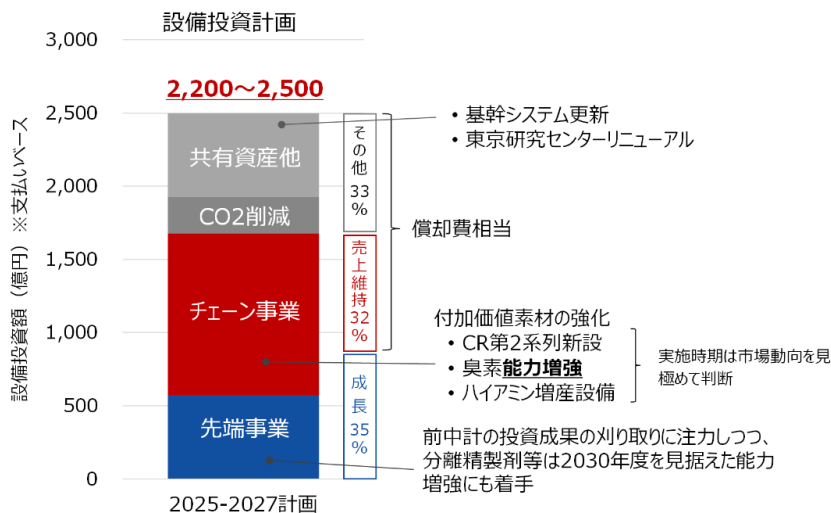 設備投資計画
3,000
2,500
2,000
1,500
1,000
500
0
設備投資額（億円）※支払いベース
2,200～2,500
共有資産他
CO2削減
チェーン事業
先端事業
2025-2027計画
その他33%
売上維持32%
成長35%
・基幹システム更新
・東京研究センターリニューアル
償却費相当
付加価値素材の強化
・CR第2系列新設
・臭素能力増強
・ハイアミン増産設備
実施時期は市場動向を見
極めて判断
前中計の投資成果の刈り取りに注力しつつ、
分離精製剤等は2030年度を見据えた能力
増強にも着手